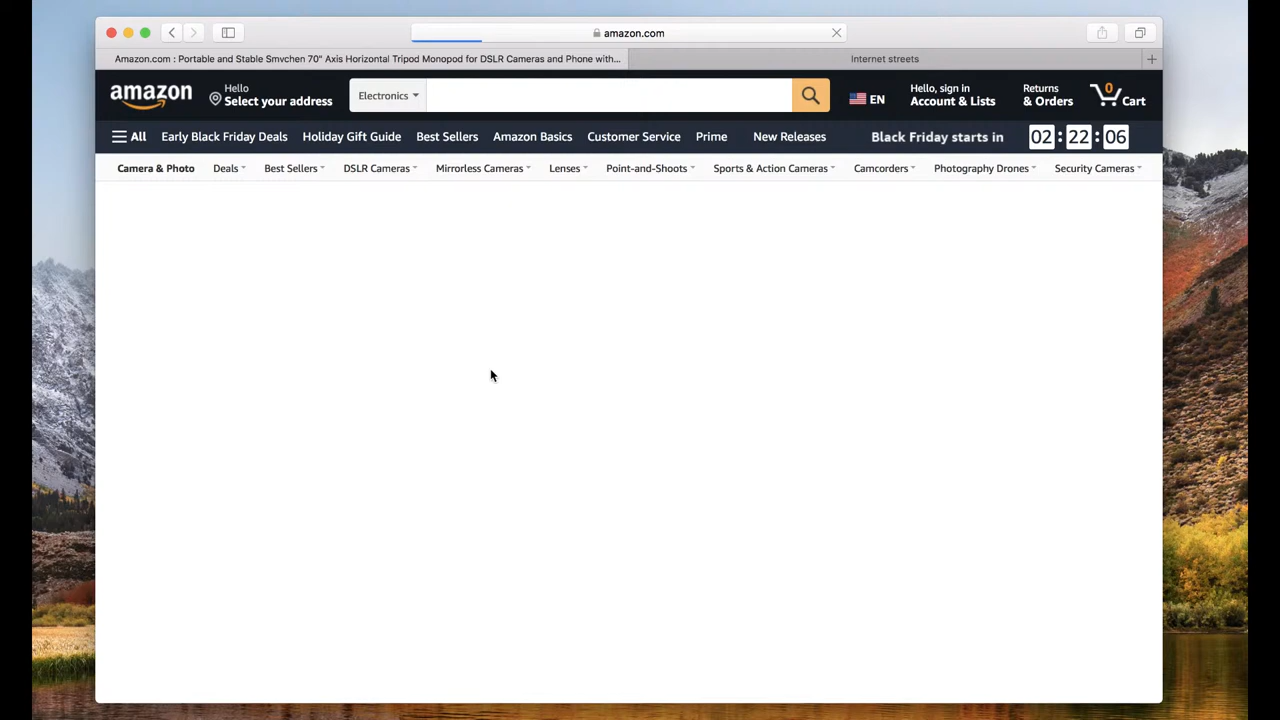 amazon.com
Amazon.com : Portable and Stable Smvchen 70" Axis Horizontal Tripod Monopod for DSLR Cameras and Phone with...
Internet streets
amazon
Hello
Select your address
Electronics
EN
Hello, sign in
Account & Lists
Returns
& Orders
0
Cart
All Early Black Friday Deals Holiday Gift Guide Best Sellers Amazon Basics Customer Service Prime New Releases Black Friday starts in 02 : 22 : 06
Camera & Photo Deals Best Sellers DSLR Cameras Mirrorless Cameras Lenses Point-and-Shoots Sports & Action Cameras Camcorders Photography Drones Security Cameras